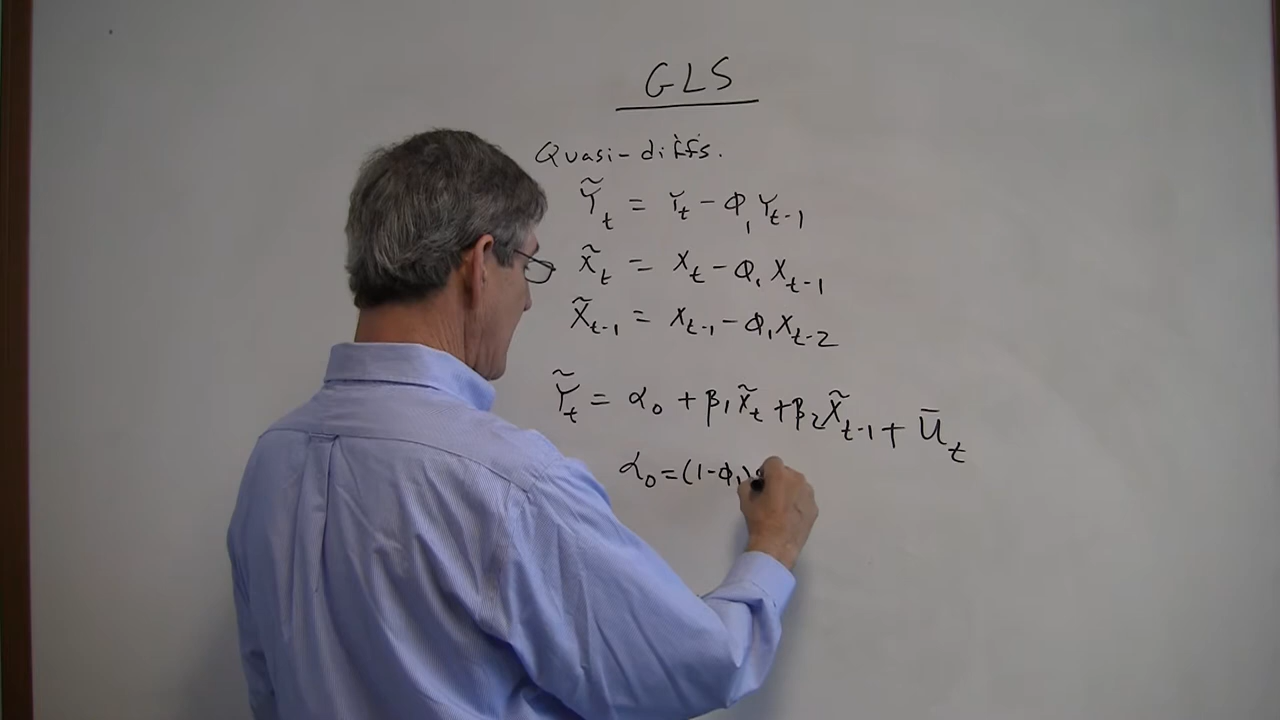 GLS
Quasi-diffs.
Ỹₜ = Yₜ - ϕ₁Yₜ₋₁
X̃ₜ = Xₜ - ϕ₁Xₜ₋₁
X̃ₜ₋₁ = Xₜ₋₁ - ϕ₁Xₜ₋₂
Ỹₜ = α₀ + β₁X̃ₜ + β₂X̃ₜ₋₁ + Ūₜ
α₀ = (1-ϕ₁)